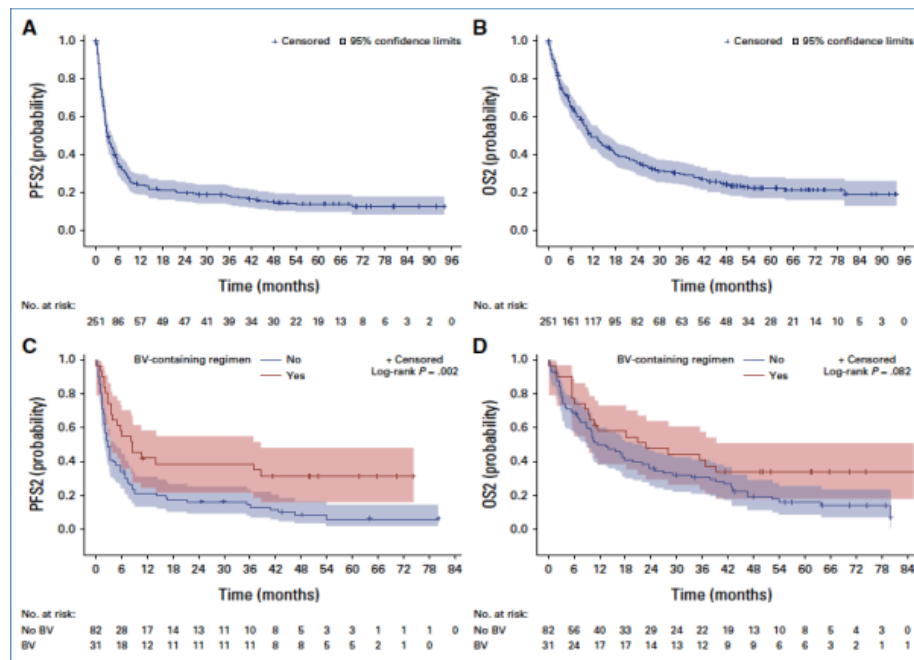 A
+ Censored 95% confidence limits
PFS2 (probability)
1.0
0.8
0.6
0.4
0.2
0.0
0 6 12 18 24 30 36 42 48 54 60 66 72 78 84 90 96
Time (months)
No. at risk:
251 86 57 49 47 41 39 34 30 22 19 13 8 6 3 2 0
B
+ Censored 95% confidence limits
OS2 (probability)
1.0
0.8
0.6
0.4
0.2
0.0
0 6 12 18 24 30 36 42 48 54 60 66 72 78 84 90 96
Time (months)
No. at risk:
251 161 117 95 82 68 63 56 48 34 28 21 14 10 5 3 0
C
BV-containing regimen No
Yes
+ Censored
Log-rank P = .002
PFS2 (probability)
1.0
0.8
0.6
0.4
0.2
0.0
0 6 12 18 24 30 36 42 48 54 60 66 72 78 84
Time (months)
No. at risk:
No BV 82 28 17 14 13 11 10 8 5 3 3 1 1 1 0
BV 31 18 12 11 11 11 11 8 8 5 5 2 1 0
D
BV-containing regimen No
Yes
+ Censored
Log-rank P = .082
OS2 (probability)
1.0
0.8
0.6
0.4
0.2
0.0
0 6 12 18 24 30 36 42 48 54 60 66 72 78 84
Time (months)
No. at risk:
No BV 82 56 40 33 29 24 22 19 13 10 8 5 4 3 0
BV 31 24 17 17 14 13 12 9 9 6 6 3 2 1 1